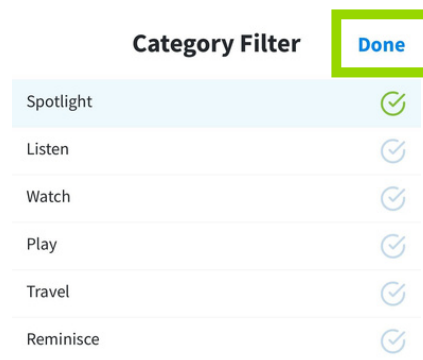 Category Filter Done
Spotlight
Listen
Watch
Play
Travel
Reminisce